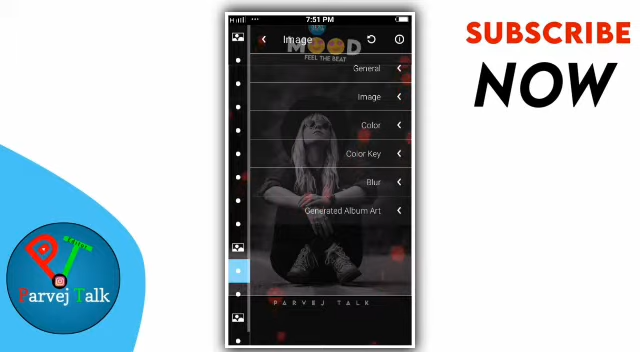 7:51 PM
SUBSCRIBE
NOW
Image
MOOD
FEEL THE BEAT
General
Image
Color
Color Key
Blur
Generated Album Art
PARVEJ TALK
Parvej Talk